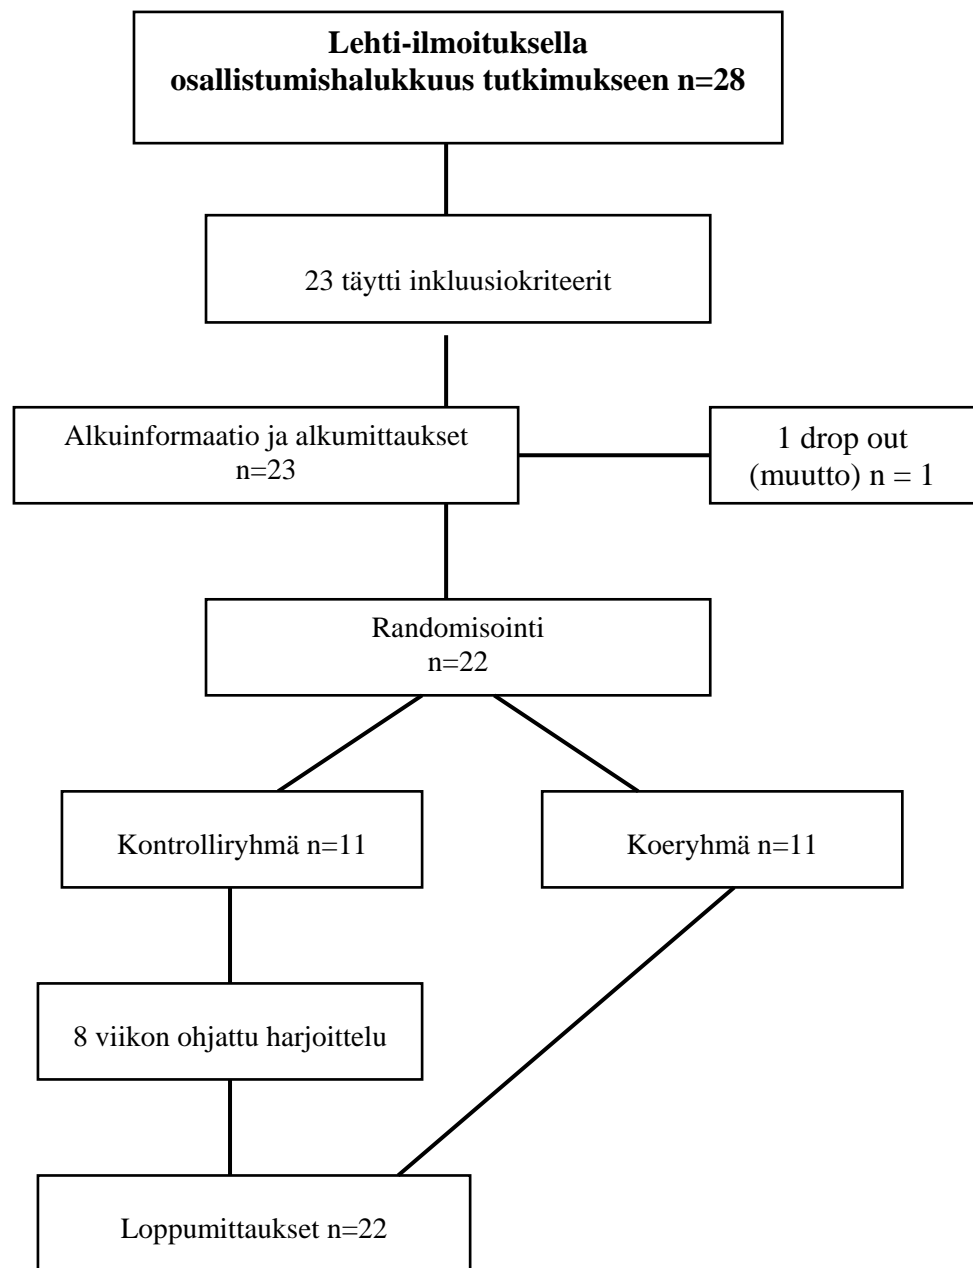 Lehti-ilmoituksella
osallistumishalukkuus tutkimukseen n=28
23 täytti inkluusiokriteerit
Alkuinformaatio ja alkumittaukset
n=23
1 drop out
(muutto) n = 1
Randomisointi
n=22
Kontrolliryhmä n=11
Koeryhmä n=11
8 viikon ohjattu harjoittelu
Loppumittaukset n=22